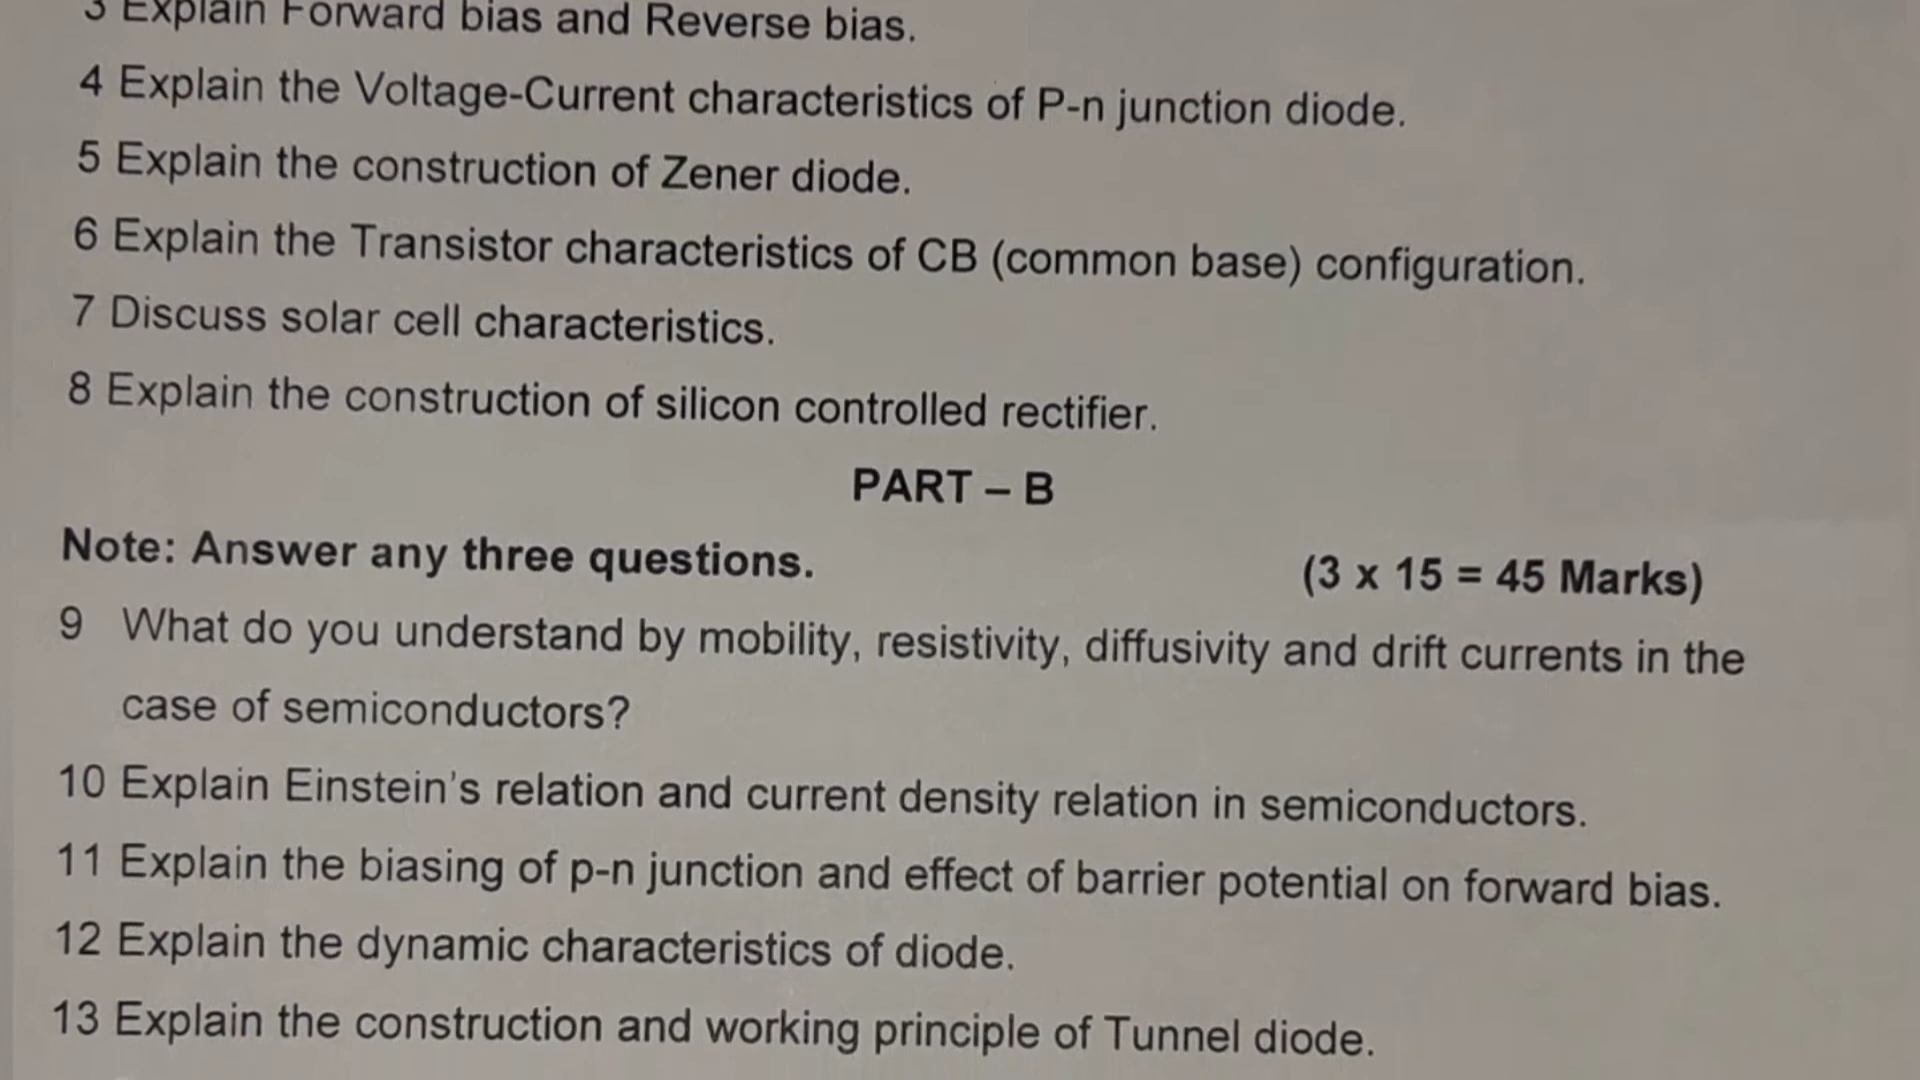 3 Explain Forward bias and Reverse bias.
4 Explain the Voltage-Current characteristics of P-n junction diode.
5 Explain the construction of Zener diode.
6 Explain the Transistor characteristics of CB (common base) configuration.
7 Discuss solar cell characteristics.
8 Explain the construction of silicon controlled rectifier.
PART – B
Note: Answer any three questions. (3 x 15 = 45 Marks)
9 What do you understand by mobility, resistivity, diffusivity and drift currents in the
case of semiconductors?
10 Explain Einstein's relation and current density relation in semiconductors.
11 Explain the biasing of p-n junction and effect of barrier potential on forward bias.
12 Explain the dynamic characteristics of diode.
13 Explain the construction and working principle of Tunnel diode.